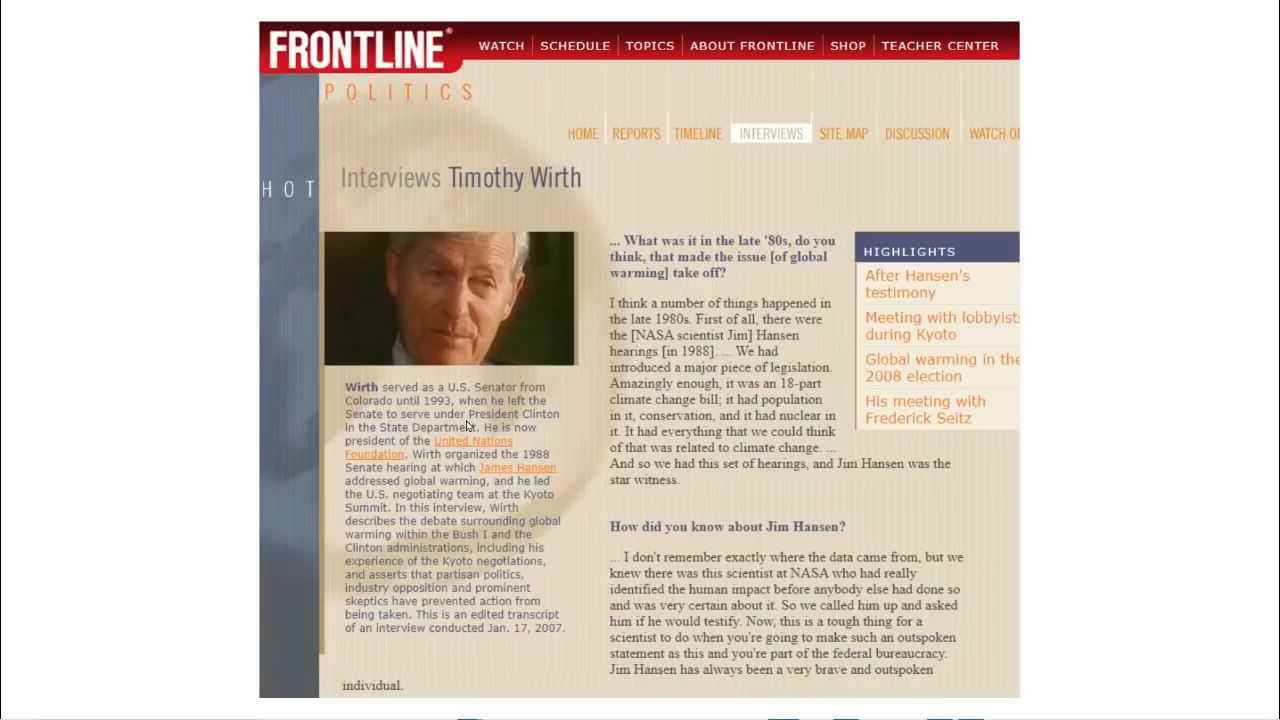 FRONTLINE®
WATCH SCHEDULE TOPICS ABOUT FRONTLINE SHOP TEACHER CENTER
POLITICS
HOME REPORTS TIMELINE INTERVIEWS SITE MAP DISCUSSION WATCH
HOT
Interviews Timothy Wirth
Wirth served as a U.S. Senator from
Colorado until 1993, when he left the
Senate to serve under President Clinton
in the State Department. He is now
president of the United Nations
Foundation. Wirth organized the 1988
Senate hearing at which James Hansen
addressed global warming, and he led
the U.S. negotiating team at the Kyoto
Summit. In this interview, Wirth
describes the debate surrounding global
warming within the Bush I and the
Clinton administrations, including his
experience of the Kyoto negotiations,
and asserts that partisan politics,
industry opposition and prominent
skeptics have prevented action from
being taken. This is an edited transcript
of an interview conducted Jan. 17, 2007.
... What was it in the late '80s, do you
think, that made the issue [of global
warming] take off?
I think a number of things happened in
the late 1980s. First of all, there were
the [NASA scientist Jim] Hansen
hearings [in 1988]. ... We had
introduced a major piece of legislation.
Amazingly enough, it was an 18-part
climate change bill; it had population
in it, conservation, and it had nuclear in
it. It had everything that we could think
of that was related to climate change. ...
And so we had this set of hearings, and Jim Hansen was the
star witness.
How did you know about Jim Hansen?
... I don't remember exactly where the data came from, but we
knew there was this scientist at NASA who had really
identified the human impact before anybody else had done so
and was very certain about it. So we called him up and asked
him if he would testify. Now, this is a tough thing for a
scientist to do when you're going to make such an outspoken
statement as this and you're part of the federal bureaucracy.
Jim Hansen has always been a very brave and outspoken
individual.
HIGHLIGHTS
After Hansen's
testimony
Meeting with lobbyists
during Kyoto
Global warming in the
2008 election
His meeting with
Frederick Seitz